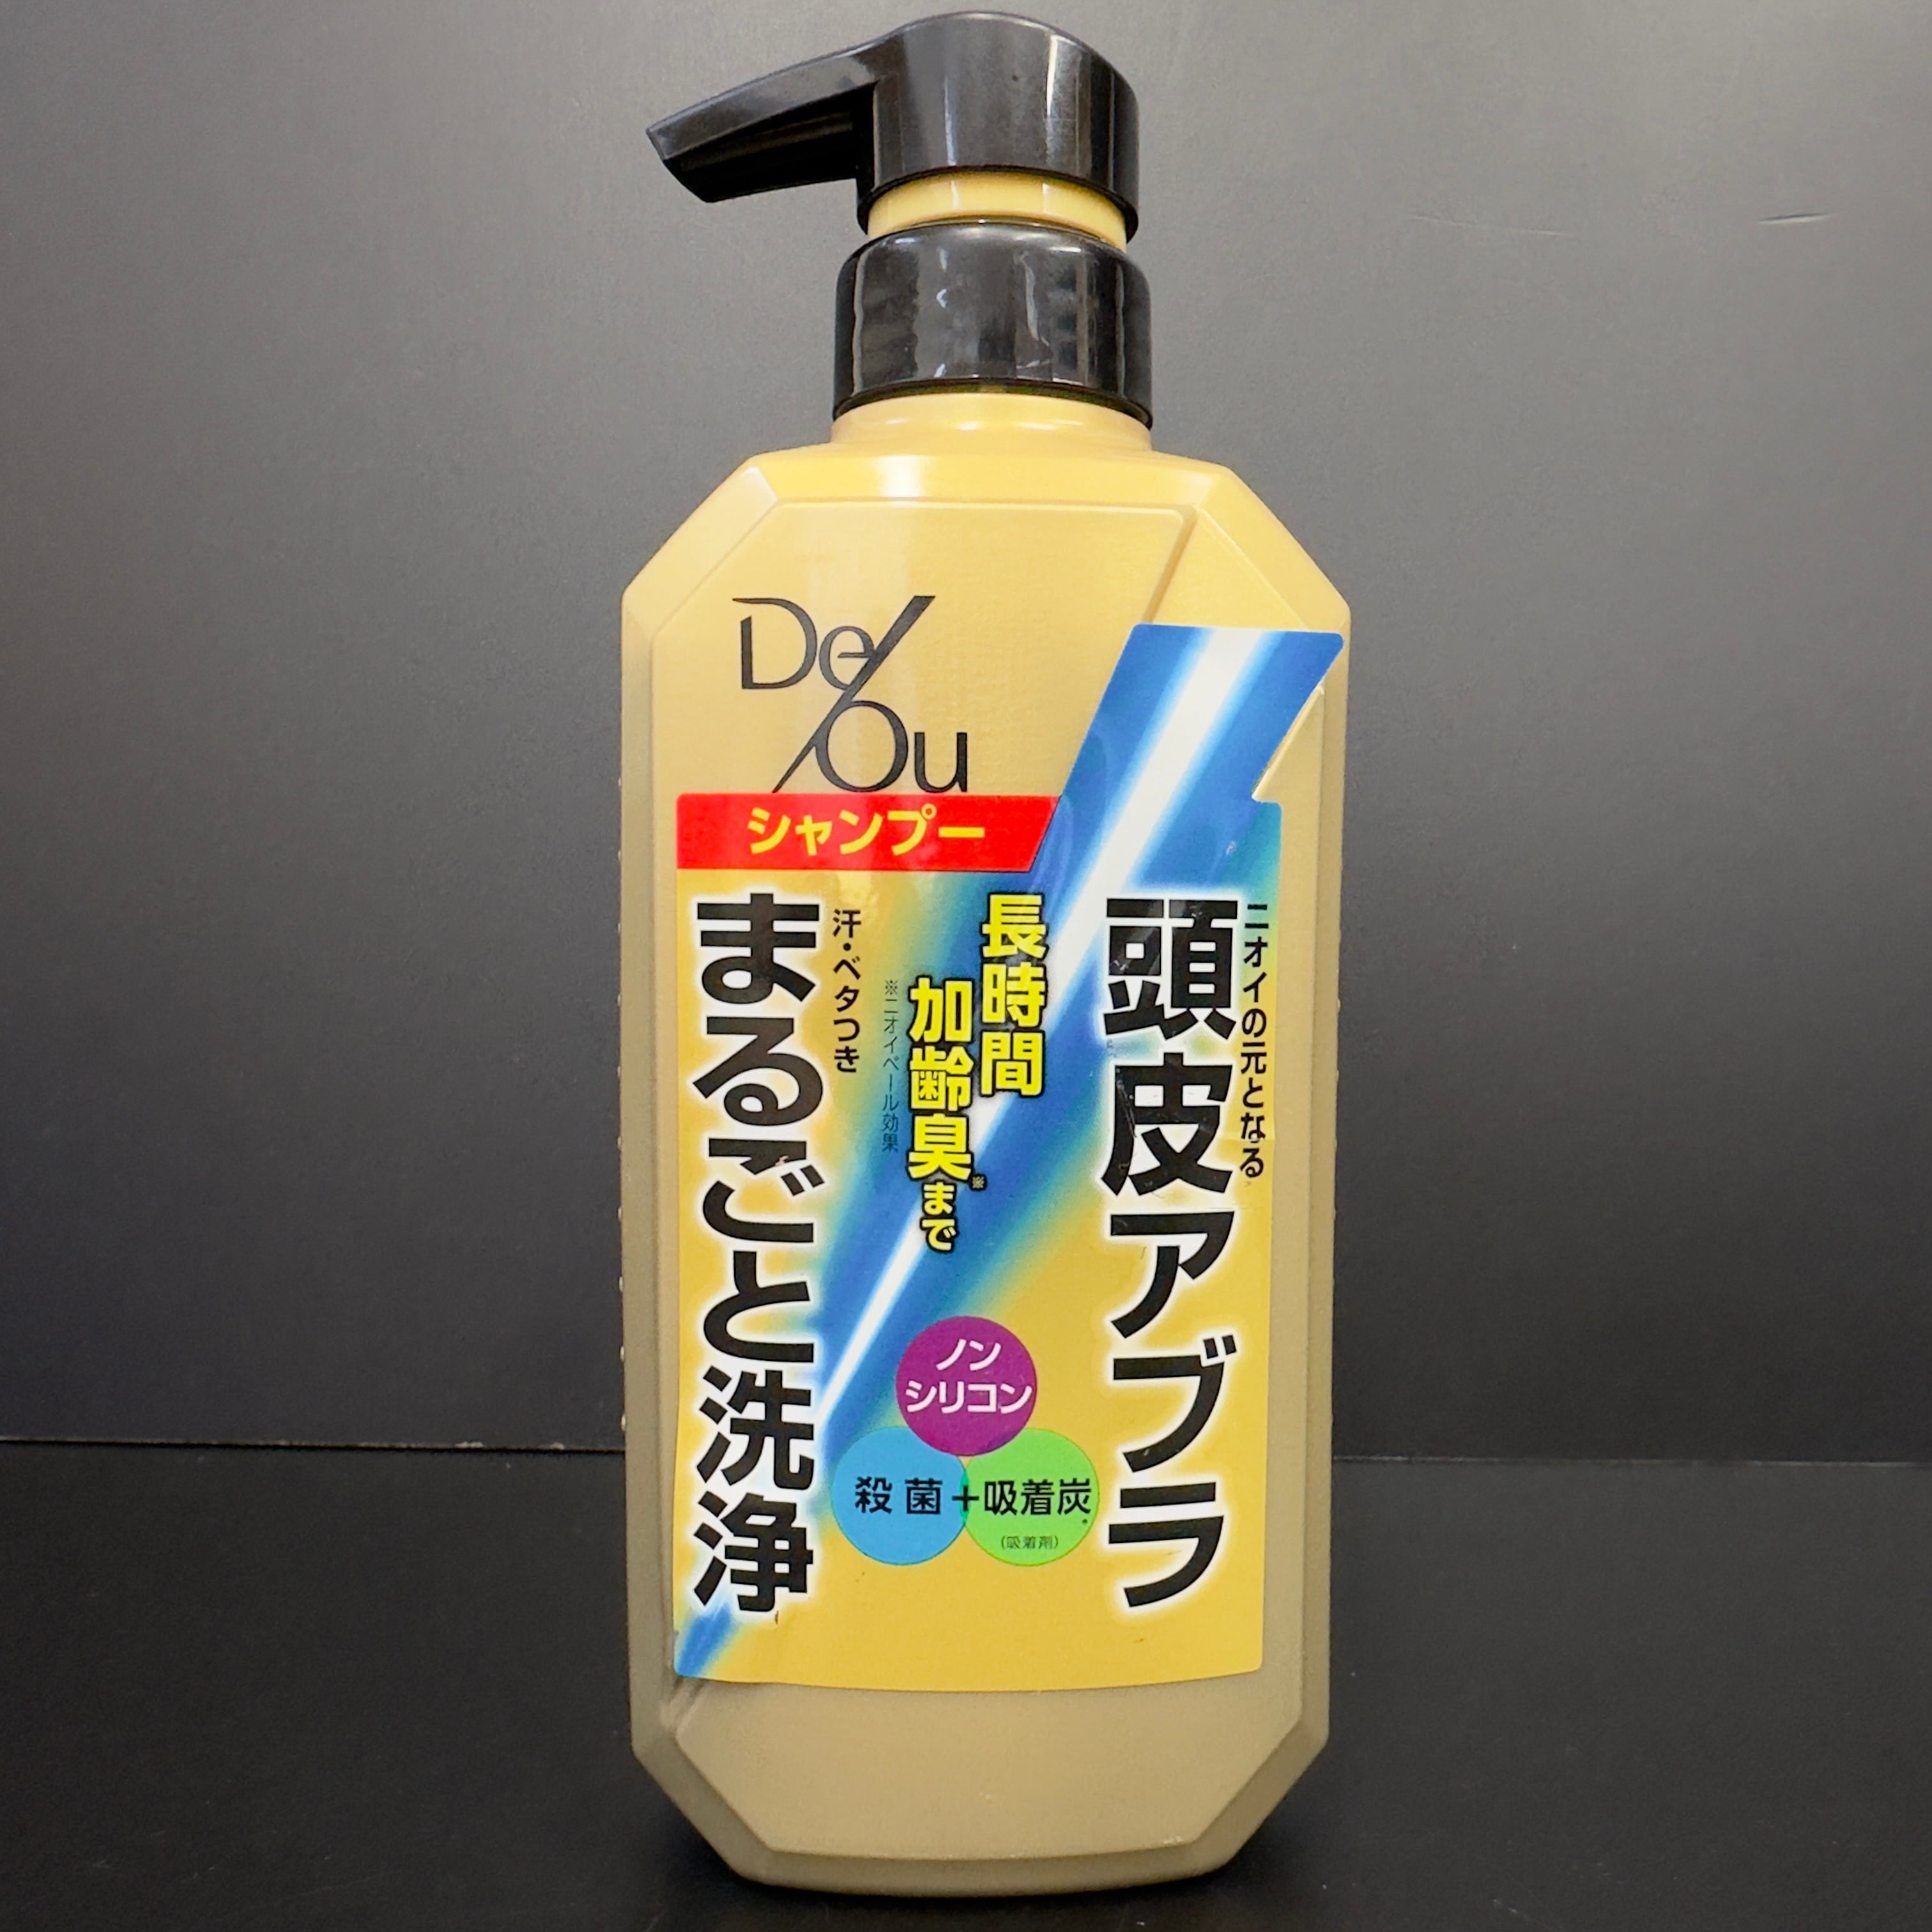 De/Ou
シャンプー
ニオイの元となる
頭皮アブラ
長時間
加齢臭※まで
※ニオイベール効果
汗・ベタつき
まるごと洗浄
ノン
シリコン
殺菌+吸着炭
(吸着剤)